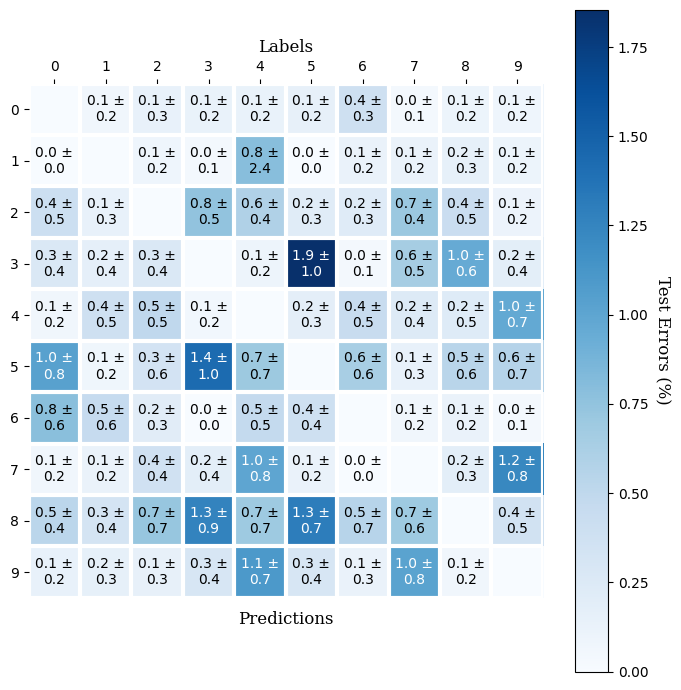 Labels
0 1 2 3 4 5 6 7 8 9
0 0.1 ± 0.1 ± 0.1 ± 0.1 ± 0.1 ± 0.4 ± 0.0 ± 0.1 ± 0.1 ±
0.2 0.3 0.2 0.2 0.2 0.3 0.1 0.2 0.2
1 0.0 ± 0.1 ± 0.0 ± 0.8 ± 0.0 ± 0.1 ± 0.1 ± 0.2 ± 0.1 ±
0.0 0.2 0.1 2.4 0.0 0.2 0.2 0.3 0.2
2 0.4 ± 0.1 ± 0.8 ± 0.6 ± 0.2 ± 0.2 ± 0.7 ± 0.4 ± 0.1 ±
0.5 0.3 0.5 0.4 0.3 0.3 0.4 0.5 0.2
3 0.3 ± 0.2 ± 0.3 ± 0.1 ± 1.9 ± 0.0 ± 0.6 ± 1.0 ± 0.2 ±
0.4 0.4 0.4 0.2 1.0 0.1 0.5 0.6 0.4
4 0.1 ± 0.4 ± 0.5 ± 0.1 ± 0.2 ± 0.4 ± 0.2 ± 0.2 ± 1.0 ±
0.2 0.5 0.5 0.2 0.3 0.5 0.4 0.5 0.7
5 1.0 ± 0.1 ± 0.3 ± 1.4 ± 0.7 ± 0.6 ± 0.1 ± 0.5 ± 0.6 ±
0.8 0.2 0.6 1.0 0.7 0.6 0.3 0.6 0.7
6 0.8 ± 0.5 ± 0.2 ± 0.0 ± 0.5 ± 0.4 ± 0.1 ± 0.1 ± 0.0 ±
0.6 0.6 0.3 0.0 0.5 0.4 0.2 0.2 0.1
7 0.1 ± 0.1 ± 0.4 ± 0.2 ± 1.0 ± 0.1 ± 0.0 ± 0.2 ± 1.2 ±
0.2 0.2 0.4 0.4 0.8 0.2 0.0 0.3 0.8
8 0.5 ± 0.3 ± 0.7 ± 1.3 ± 0.7 ± 1.3 ± 0.5 ± 0.7 ± 0.4 ±
0.4 0.4 0.7 0.9 0.7 0.7 0.7 0.6 0.5
9 0.1 ± 0.2 ± 0.1 ± 0.3 ± 1.1 ± 0.3 ± 0.1 ± 1.0 ± 0.1 ±
0.2 0.3 0.3 0.4 0.7 0.4 0.3 0.8 0.2
Predictions
1.75
1.50
1.25
1.00
0.75
0.50
0.25
0.00
Test Errors (%)